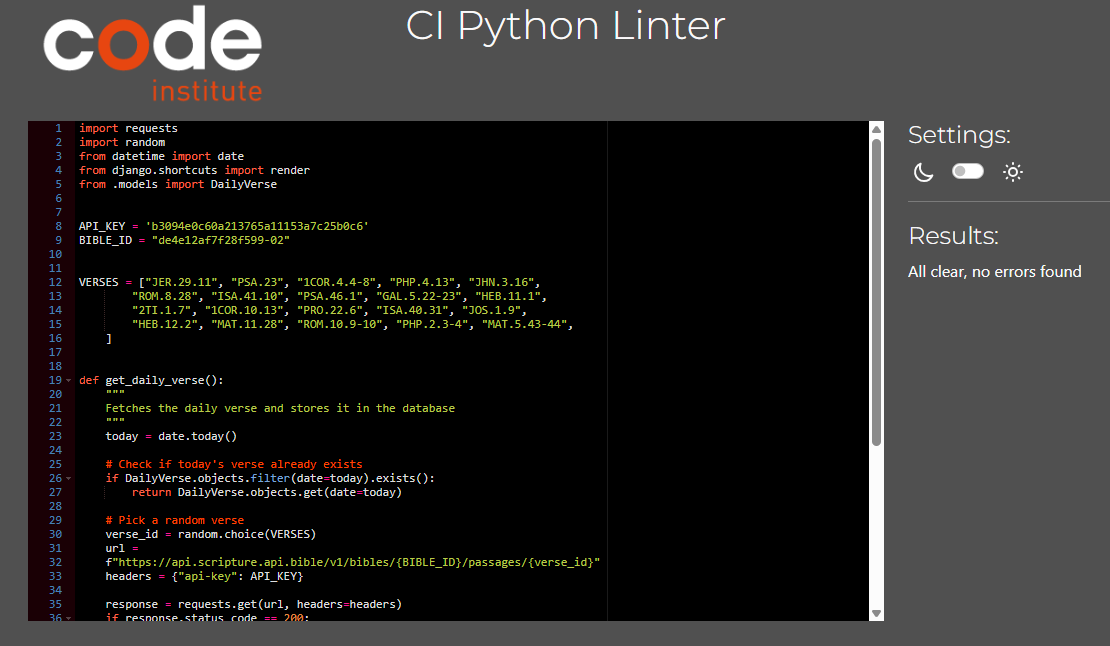 code
institute
CI Python Linter
1 import requests
2 import random
3 from datetime import date
4 from django.shortcuts import render
5 from .models import DailyVerse
6
7
8 API_KEY = 'b3094e0c60a213765a11153a7c25b0c6'
9 BIBLE_ID = "de4e12af7f28f599-02"
10
11
12 VERSES = ["JER.29.11", "PSA.23", "1COR.4.4-8", "PHP.4.13", "JHN.3.16",
13         "ROM.8.28", "ISA.41.10", "PSA.46.1", "GAL.5.22-23", "HEB.11.1",
14         "2TI.1.7", "1COR.10.13", "PRO.22.6", "ISA.40.31", "JOS.1.9",
15         "HEB.12.2", "MAT.11.28", "ROM.10.9-10", "PHP.2.3-4", "MAT.5.43-44",
16     ]
17
18
19 def get_daily_verse():
20     """
21     Fetches the daily verse and stores it in the database
22     """
23     today = date.today()
24
25     # Check if today's verse already exists
26     if DailyVerse.objects.filter(date=today).exists():
27         return DailyVerse.objects.get(date=today)
28
29     # Pick a random verse
30     verse_id = random.choice(VERSES)
31     url =
32     f"https://api.scripture.api.bible/v1/bibles/{BIBLE_ID}/passages/{verse_id}"
33     headers = {"api-key": API_KEY}
34
35     response = requests.get(url, headers=headers)
36     if response.status_code == 200:
Settings:
Results:
All clear, no errors found